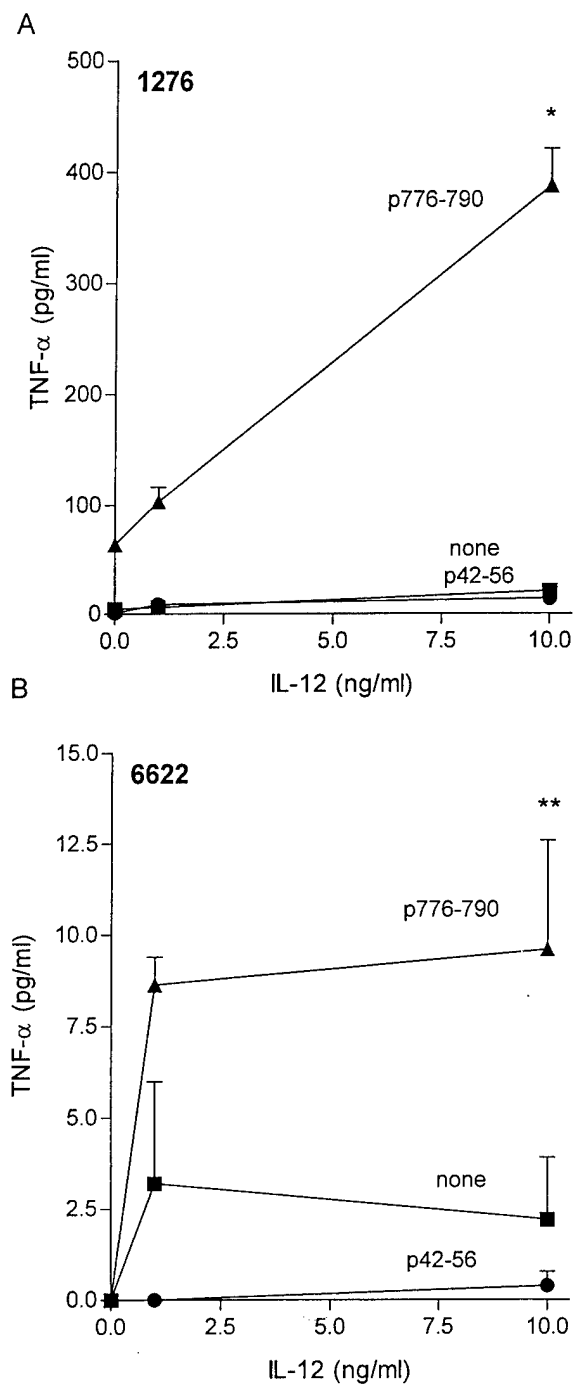 A
500
1276
*
400
p776-790
300
TNF-α (pg/ml)
200
100
none
p42-56
0
0.0 2.5 5.0 7.5 10.0
IL-12 (ng/ml)
B
15.0
6622
**
12.5
p776-790
10.0
TNF-α (pg/ml)
7.5
5.0
none
2.5
p42-56
0.0
0.0 2.5 5.0 7.5 10.0
IL-12 (ng/ml)